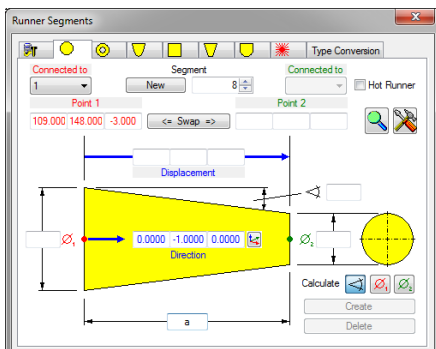 Runner Segments
Type Conversion
Connected to Segment Connected to
1 New 8 Hot Runner
Point 1 Point 2
109.000 148.000 -3.000 <= Swap =>
Displacement
∢
Ø1 0.0000 -1.0000 0.0000 Ø2
Direction
Calculate ∢ Ø1 Ø2
Create
a
Delete